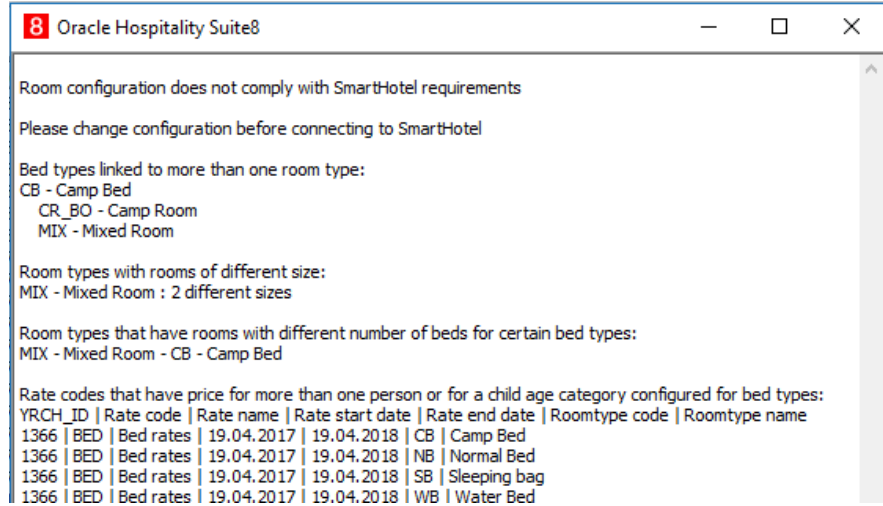 8 Oracle Hospitality Suite8
Room configuration does not comply with SmartHotel requirements
Please change configuration before connecting to SmartHotel
Bed types linked to more than one room type:
CB - Camp Bed
CR_BO - Camp Room
MIX - Mixed Room
Room types with rooms of different size:
MIX - Mixed Room : 2 different sizes
Room types that have rooms with different number of beds for certain bed types:
MIX - Mixed Room - CB - Camp Bed
Rate codes that have price for more than one person or for a child age category configured for bed types:
YRCH_ID | Rate code | Rate name | Rate start date | Rate end date | Roomtype code | Roomtype name
1366 | BED | Bed rates | 19.04.2017 | 19.04.2018 | CB | Camp Bed
1366 | BED | Bed rates | 19.04.2017 | 19.04.2018 | NB | Normal Bed
1366 | BED | Bed rates | 19.04.2017 | 19.04.2018 | SB | Sleeping bag
1366 | BED | Bed rates | 19.04.2017 | 19.04.2018 | WB | Water Bed